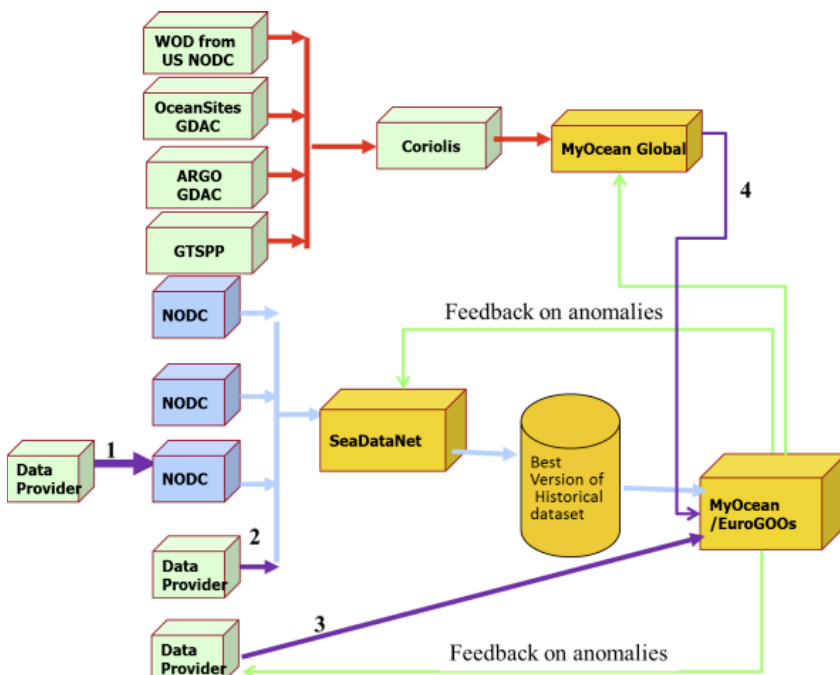 WOD from
US NODC
OceanSites
GDAC
Coriolis
MyOcean Global
ARGO
GDAC
4
GTSPP
NODC
Feedback on anomalies
NODC
SeaDataNet
1
Data
Provider
NODC
Best
Version of
Historical
dataset
MyOcean
/EuroGOOs
2
Data
Provider
3
Data
Provider
Feedback on anomalies